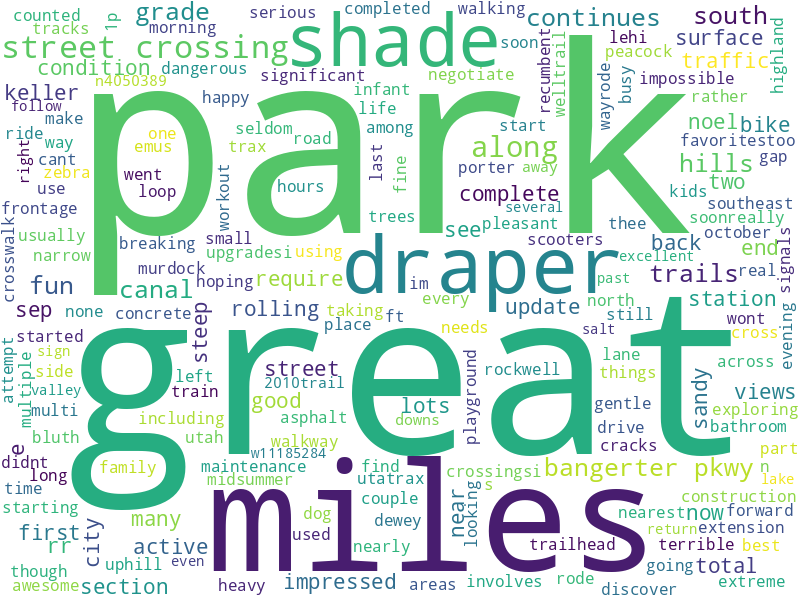 counted
serious
completed
walking
soon
lehi
peacock
tracks
morning
1p
grade
continues
south
street crossing
shade
recumbent
surface
highland
condition
dangerous
significant
negotiate
busy
impossible
traffic
n4050389
welltrail
keller
happy
infant
wayrode
rather
follow
make
life
start
noel
bike
favoritestoo
ride
way
emus
one
seldom
road
among
along
right
cant
trax
last
fine
porter
away
hills
gap
zebra
went
park
use
loop
workout
hours
complete
kids
two
southeast
frontage
trees
see
pleasant
several
thee
soonreally
october
crosswalk
usually
breaking
small
upgradesi
using
scooters
back
end
signals
narrow
murdock
hoping
require
draper
excellent
real
fun
canal
im
past
trails
station
sep
none
concrete
rolling
taking
every
update
north
wont
evening
started
steep
place
ft
needs
salt
still
cross
attempt
sign
multiple
side
left
street
great
lane
across
valley
train
2010trail
good
lots
playground
rockwell
things
sandy
views
multi
including
asphalt
downs
gentle
exploring
bluth
utah
walkway
w11185284
drive
bathroom
e
didnt
family
maintenance
find
utatrax
crossingsi
cracks
part
n
long
midsummer
couple
s
bangerter pkwy
lake
time
starting
many
dog
miles
near
looking
construction
first
city
active
used
dewey
nearest
now
forward
rr
nearly
trailhead
terrible
return
extension
though
uphill
even
going
best
awesome
section
heavy
impressed
areas
involves
rode
discover
total
extreme